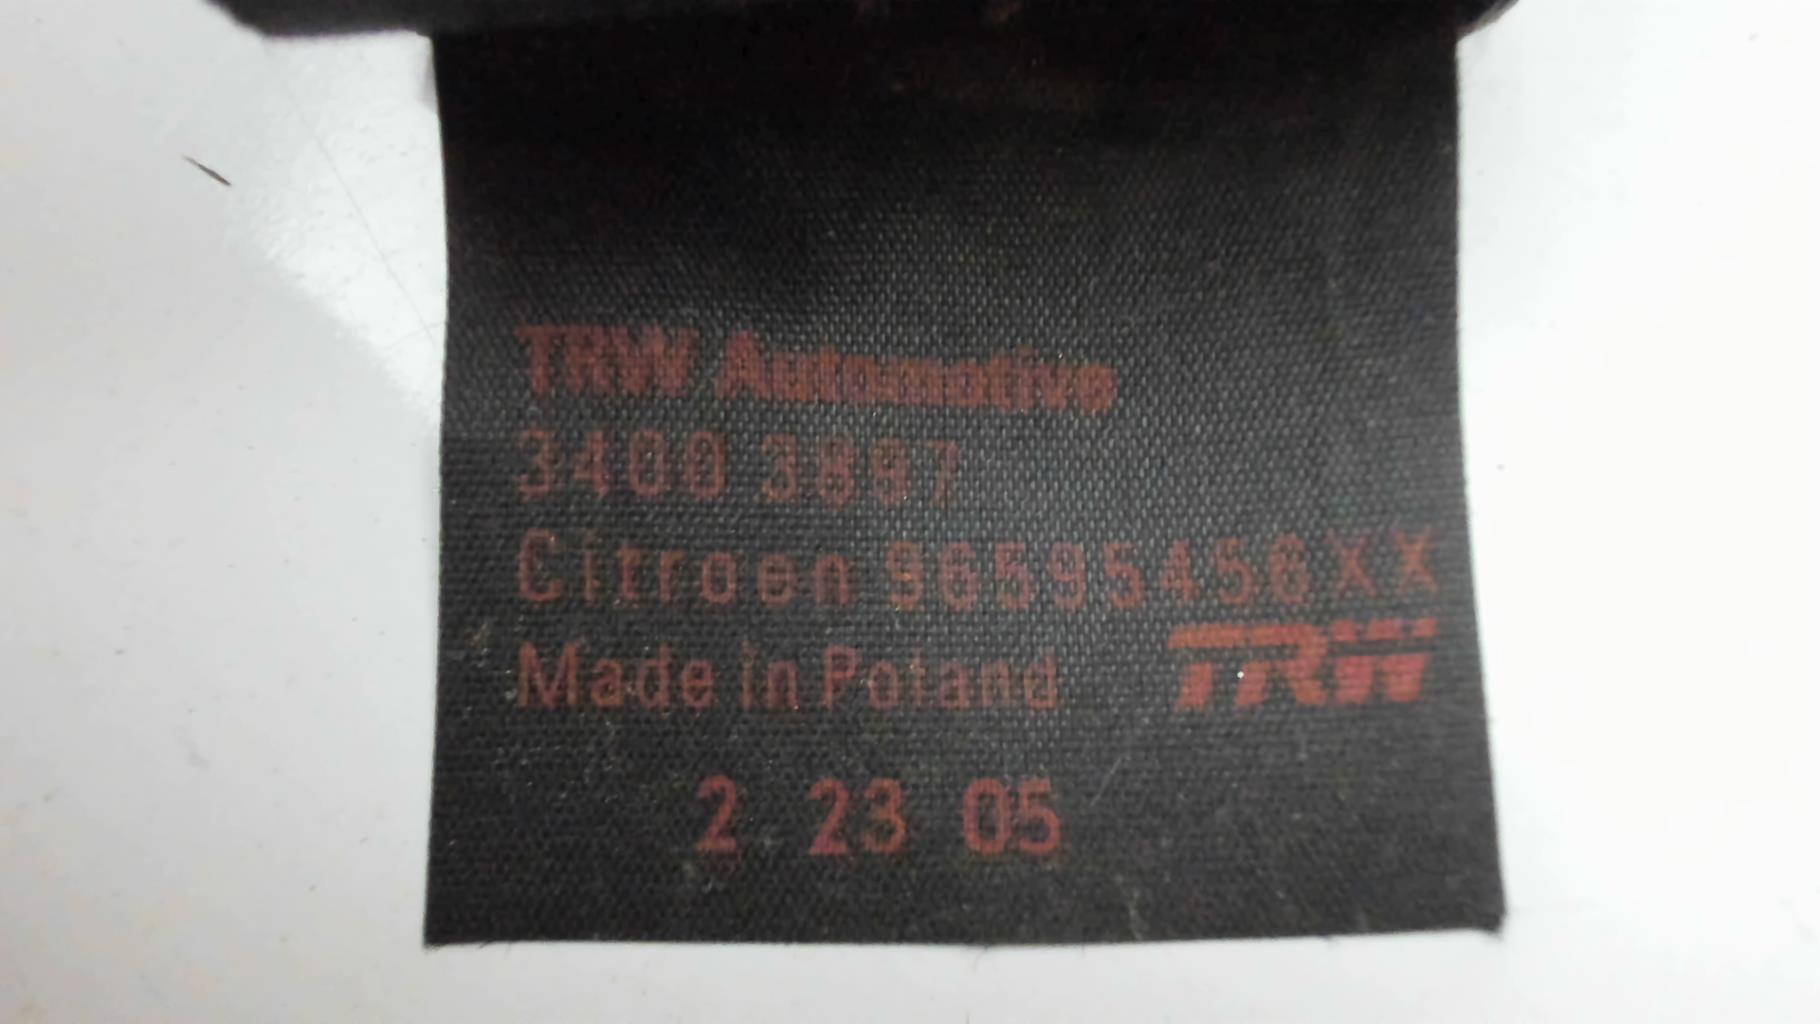 TRW Automotive
3400 3897
Citroen 96595456XX
Made in Poland TRW
2 23 05